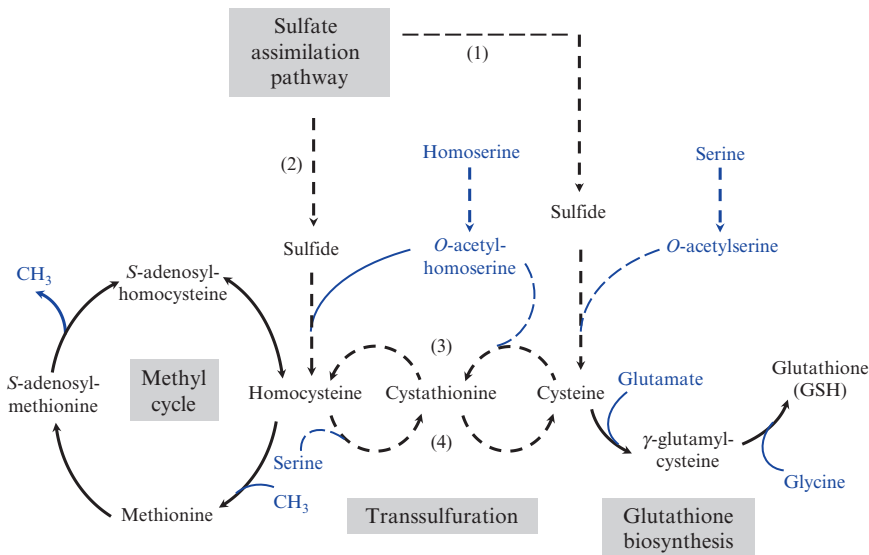 Sulfate
assimilation
pathway
(1)
(2)
Homoserine
Serine
Sulfide
Sulfide
O-acetyl-
homoserine
O-acetylserine
CH₃
S-adenosyl-
homocysteine
S-adenosyl-
methionine
Methyl
cycle
(3)
Homocysteine
Cystathionine
Cysteine
Glutamate
Glutathione
(GSH)
(4)
Serine
γ-glutamyl-
cysteine
CH₃
Glycine
Methionine
Transsulfuration
Glutathione
biosynthesis